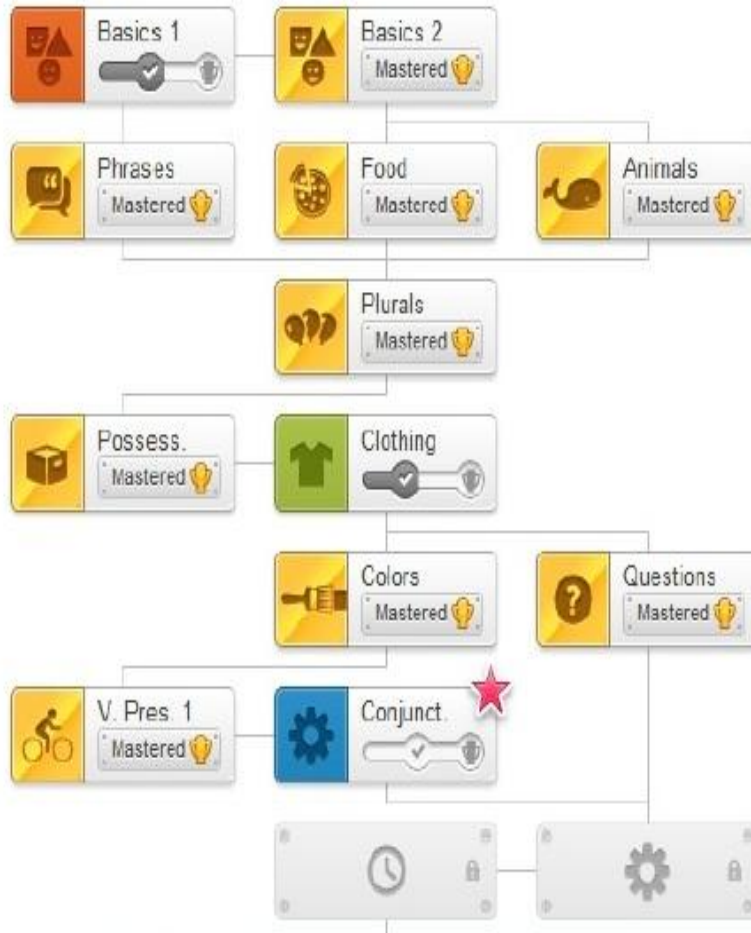 Basics 1
Basics 2
Mastered
Phrases
Mastered
Food
Mastered
Animals
Mastered
Plurals
Mastered
Possess.
Mastered
Clothing
Colors
Mastered
Questions
Mastered
?
V. Pres. 1
Mastered
Conjunct.